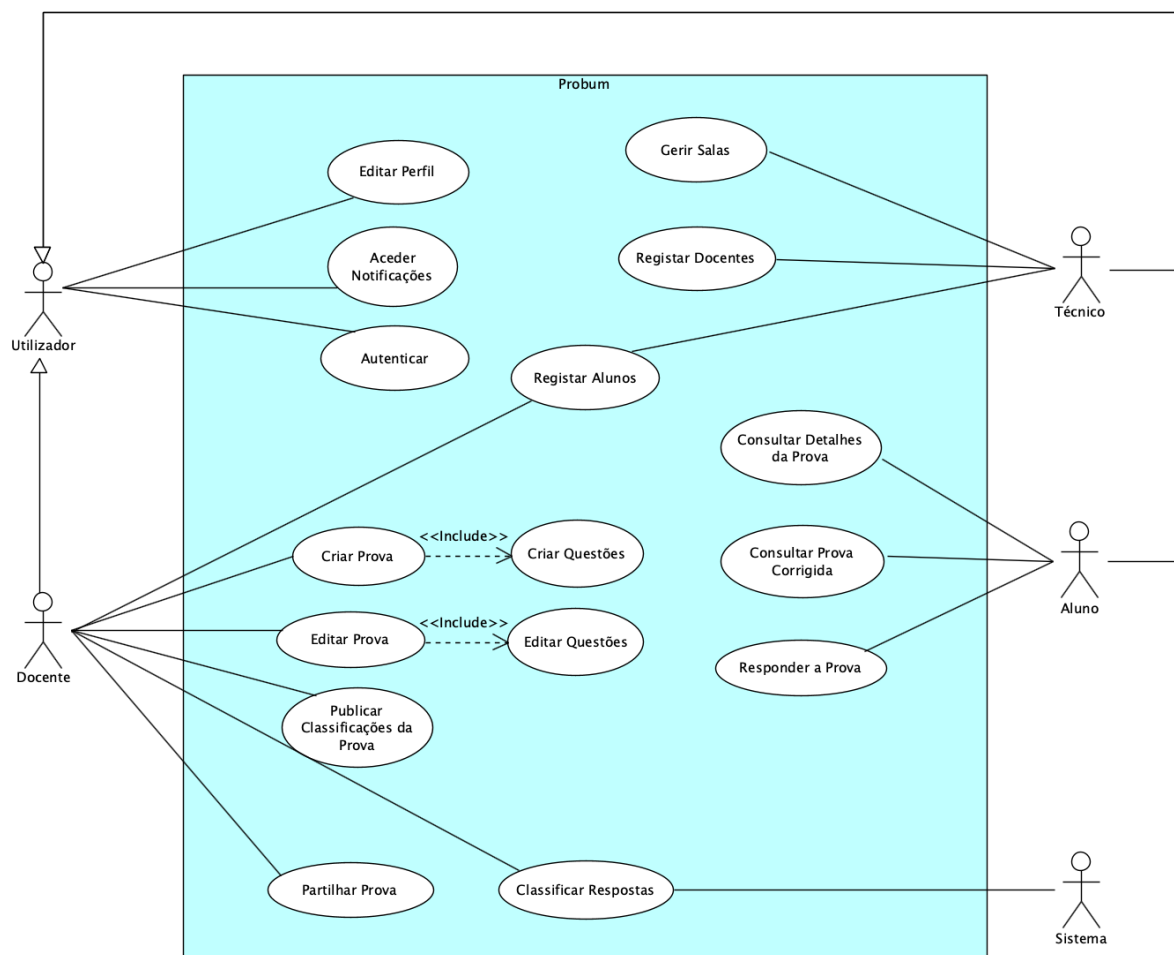 Probum
Editar Perfil
Gerir Salas
Aceder
Notificações
Registar Docentes
Técnico
Utilizador
Autenticar
Registar Alunos
Consultar Detalhes
da Prova
<<Include>>
Criar Prova
Criar Questões
Consultar Prova
Corrigida
Aluno
<<Include>>
Editar Prova
Editar Questões
Docente
Responder a Prova
Publicar
Classificações da
Prova
Partilhar Prova
Classificar Respostas
Sistema